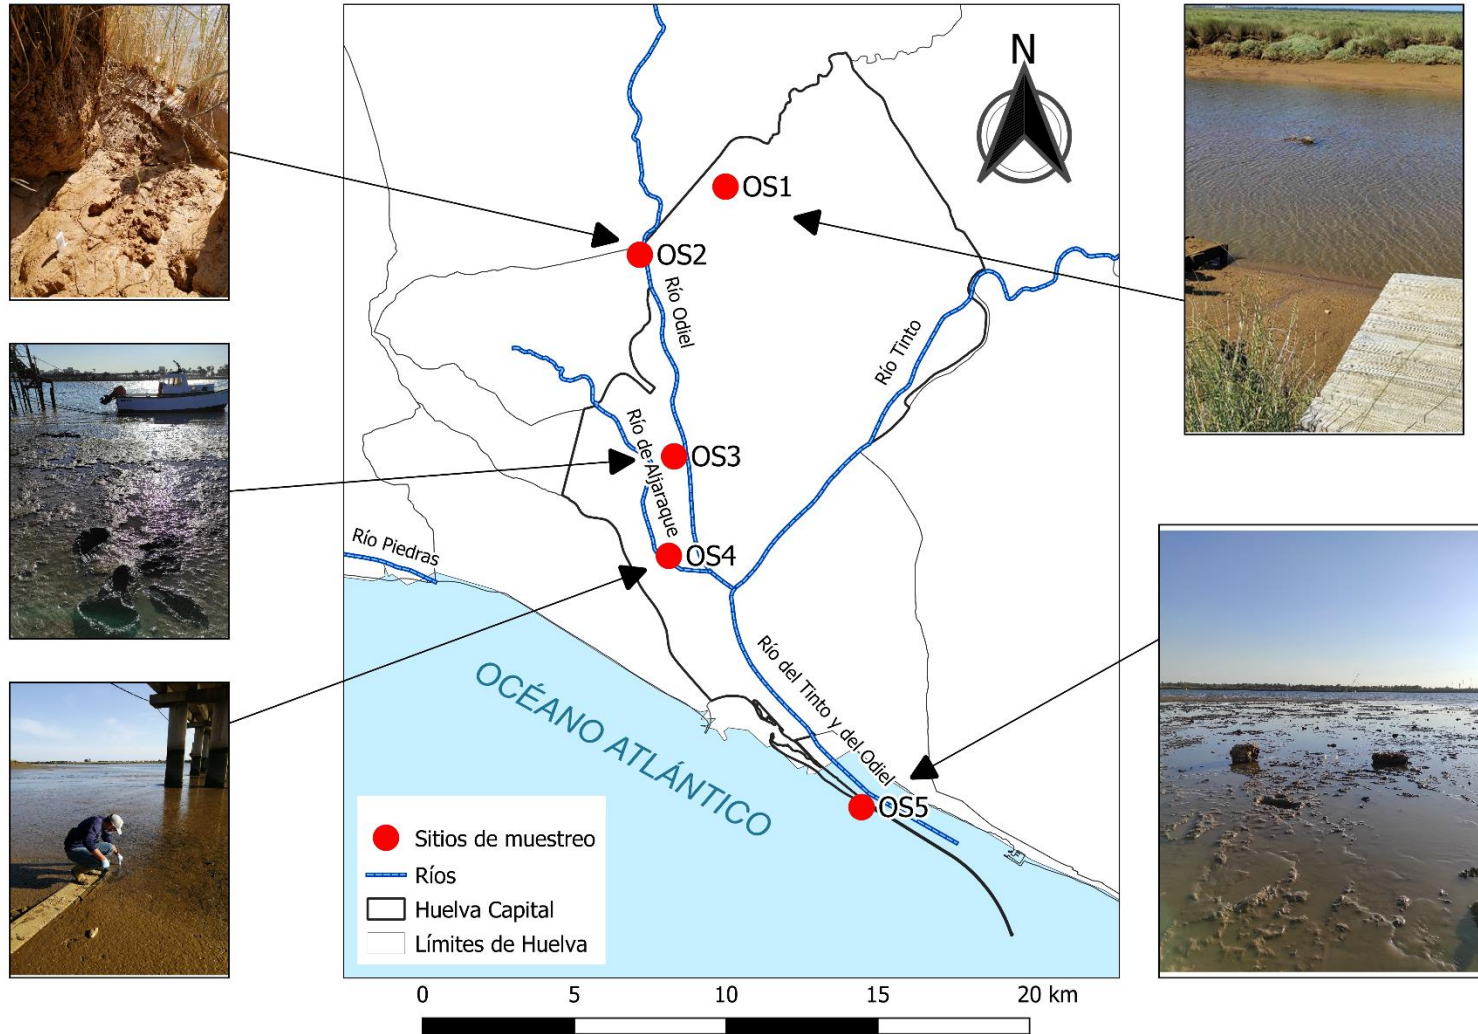 N
OS1
OS2
Río Odiel
Río Tinto
Río de Aljaraque
OS3
OS4
Río Piedras
Río del Tinto y del Odiel
OCÉANO ATLÁNTICO
OS5
Sitios de muestreo
Ríos
Huelva Capital
Límites de Huelva
0 5 10 15 20 km